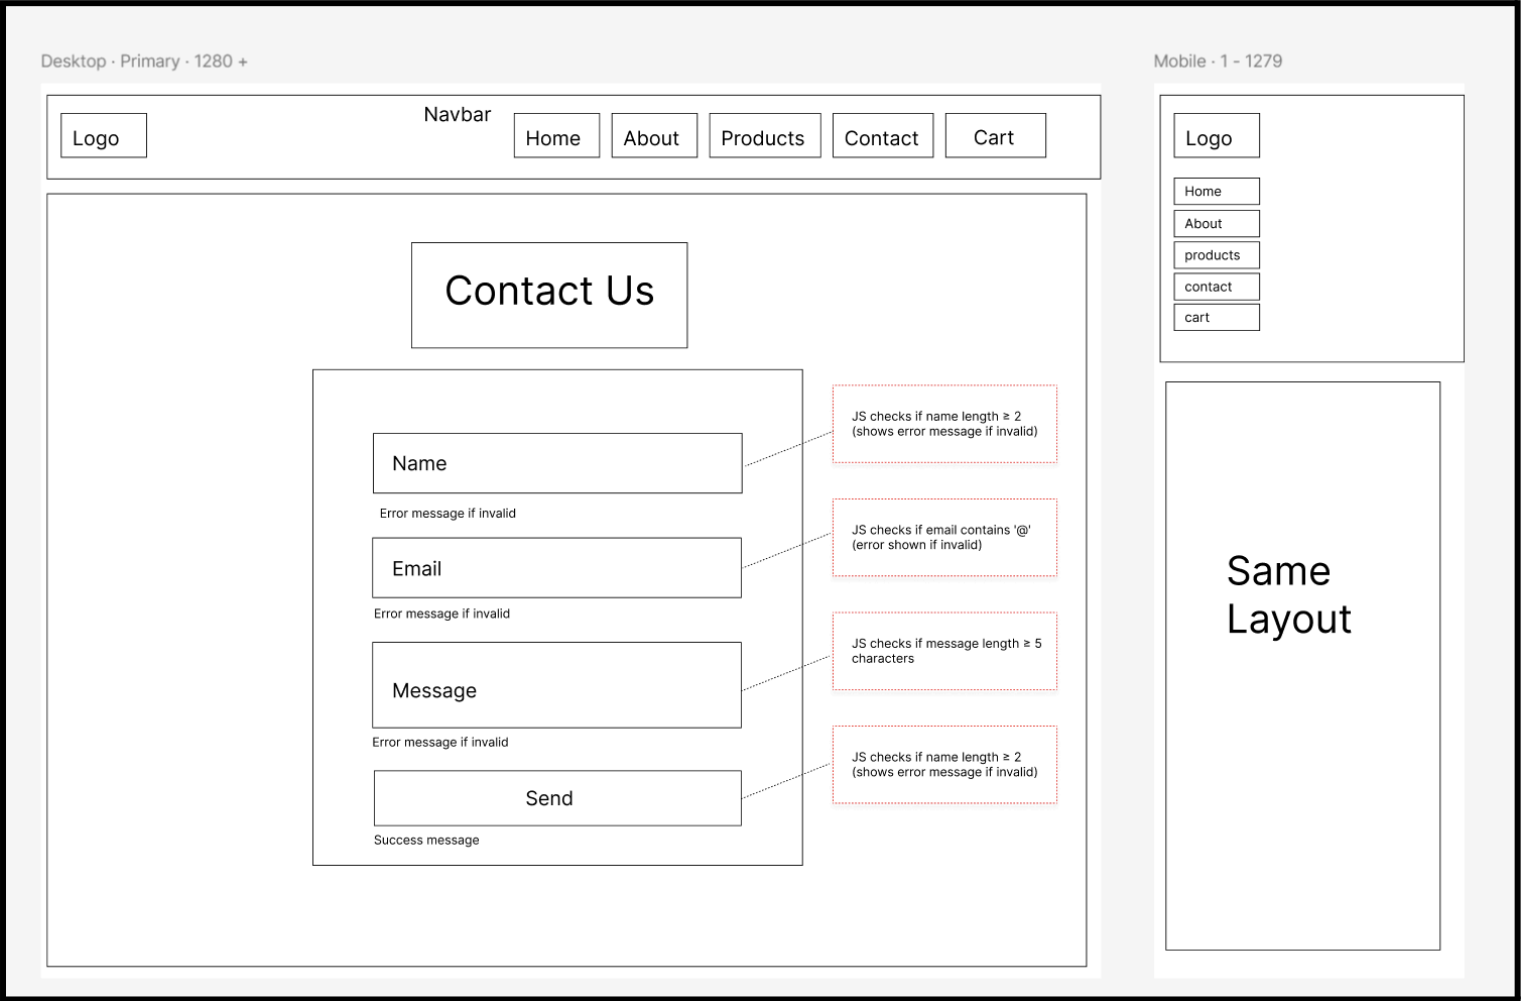 Desktop · Primary · 1280 +
Logo
Navbar
Home
About
Products
Contact
Cart
Contact Us
Name
Error message if invalid
Email
Error message if invalid
Message
Error message if invalid
Send
Success message
JS checks if name length ≥ 2
(shows error message if invalid)
JS checks if email contains '@'
(error shown if invalid)
JS checks if message length ≥ 5
characters
JS checks if name length ≥ 2
(shows error message if invalid)
Mobile · 1 - 1279
Logo
Home
About
products
contact
cart
Same
Layout